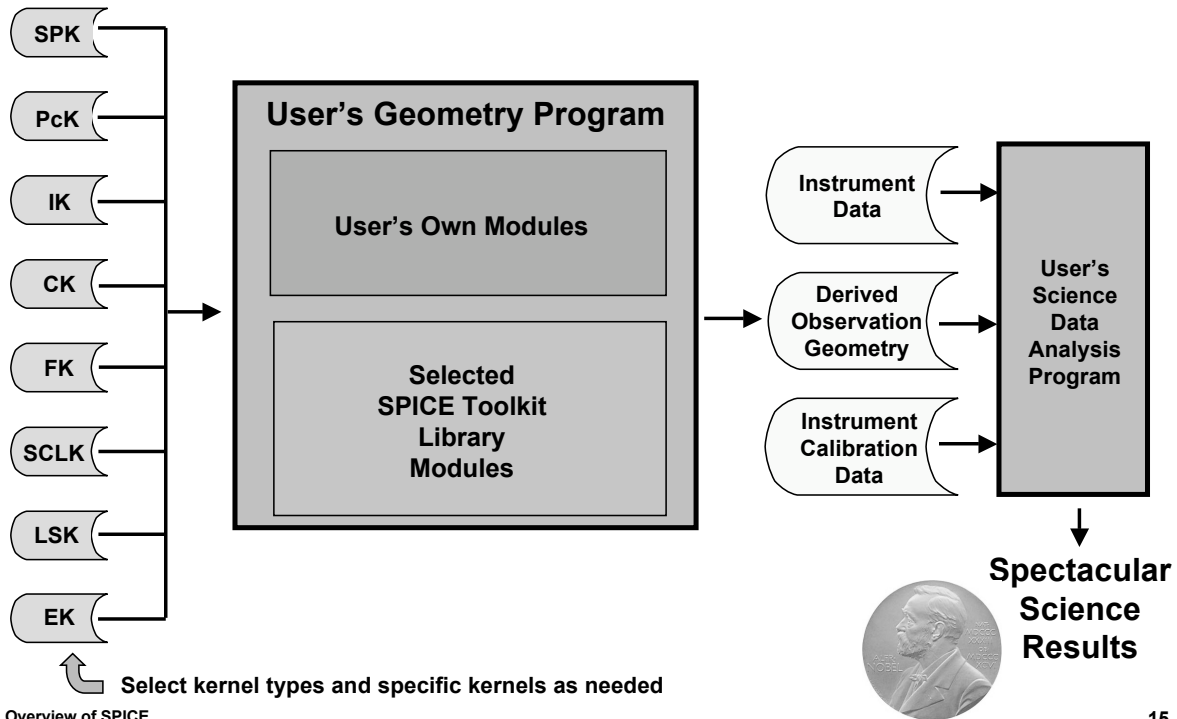 SPK
PcK
IK
CK
FK
SCLK
LSK
EK
Select kernel types and specific kernels as needed
User's Geometry Program
User's Own Modules
Selected
SPICE Toolkit
Library
Modules
Instrument
Data
Derived
Observation
Geometry
Instrument
Calibration
Data
User's
Science
Data
Analysis
Program
Spectacular
Science
Results
Overview of SPICE
15